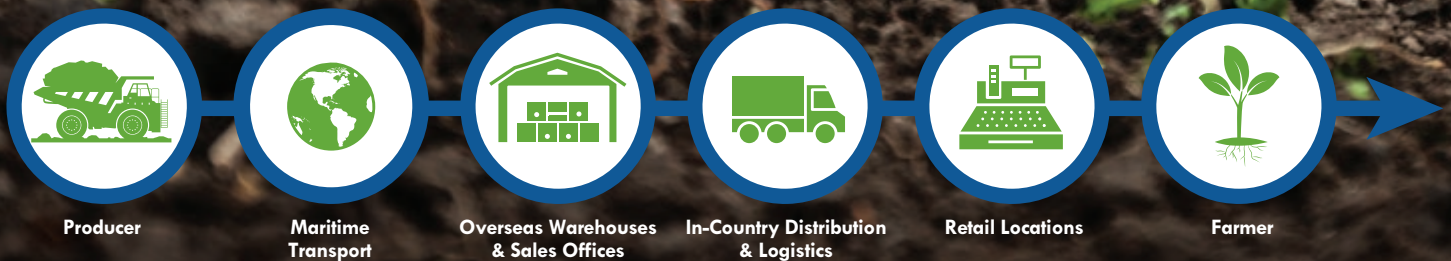 Producer
Maritime
Transport
Overseas Warehouses
& Sales Offices
In-Country Distribution
& Logistics
Retail Locations
Farmer